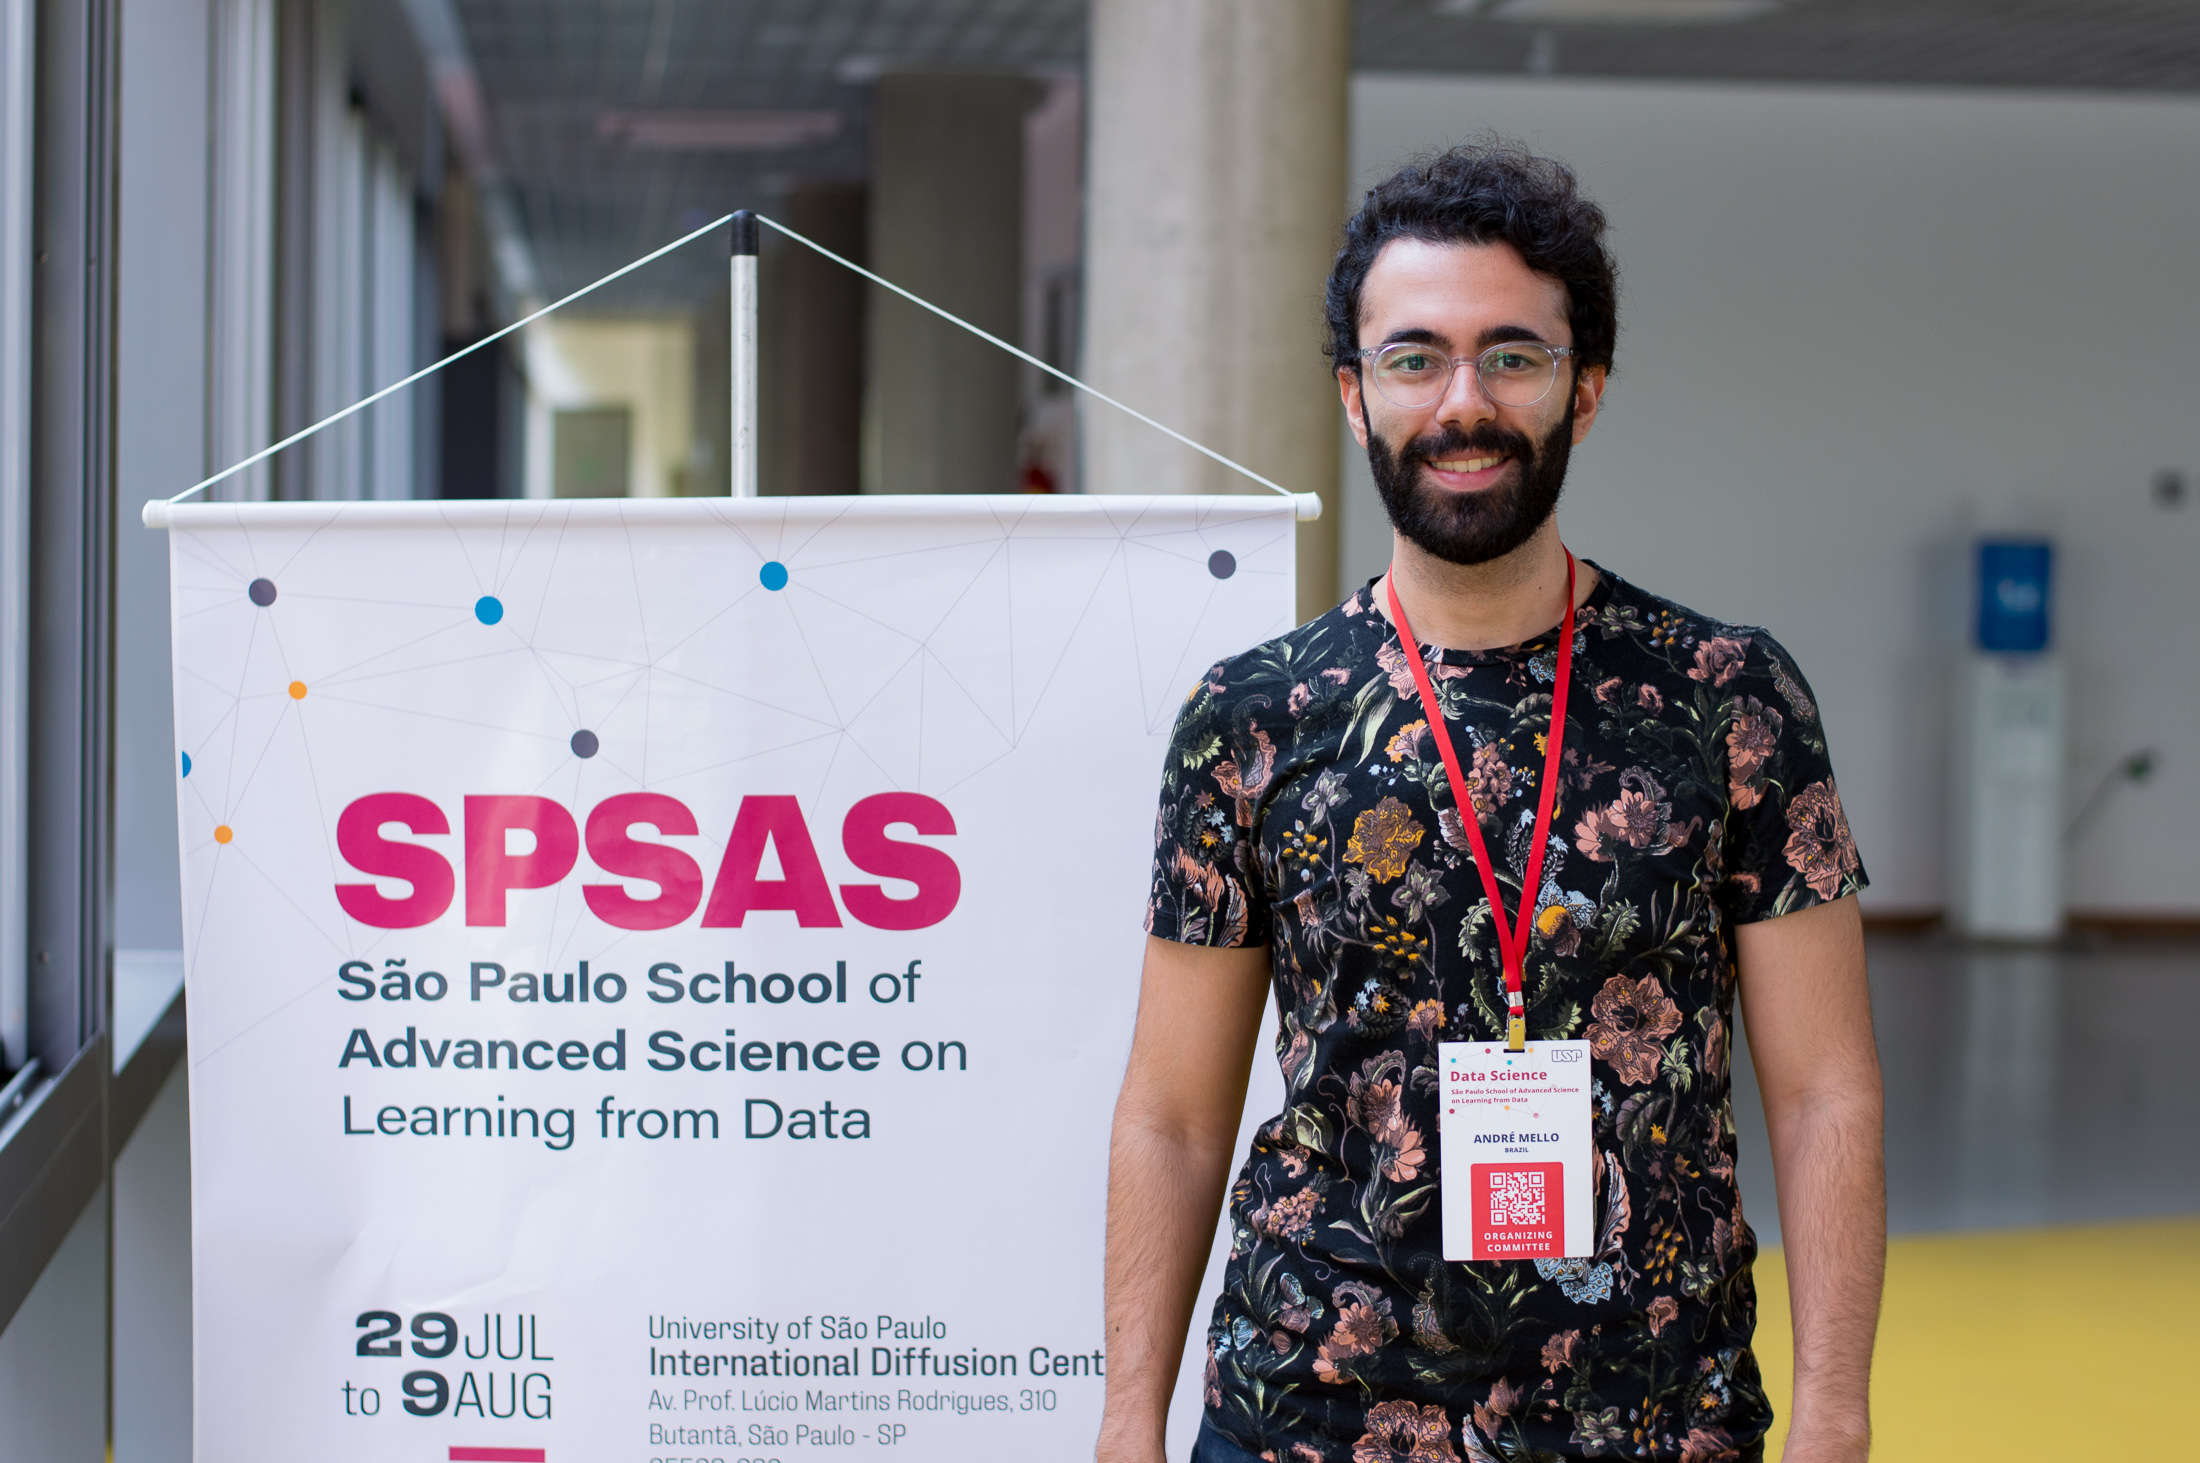 SPSAS
São Paulo School of
Advanced Science on
Learning from Data
29 JUL
to 9 AUG
University of São Paulo
International Diffusion Cent
Av. Prof. Lúcio Martins Rodrigues, 310
Butantã, São Paulo - SP
USP
Data Science
São Paulo School of Advanced Science
on Learning from Data
ANDRÉ MELLO
BRAZIL
ORGANIZING
COMMITTEE